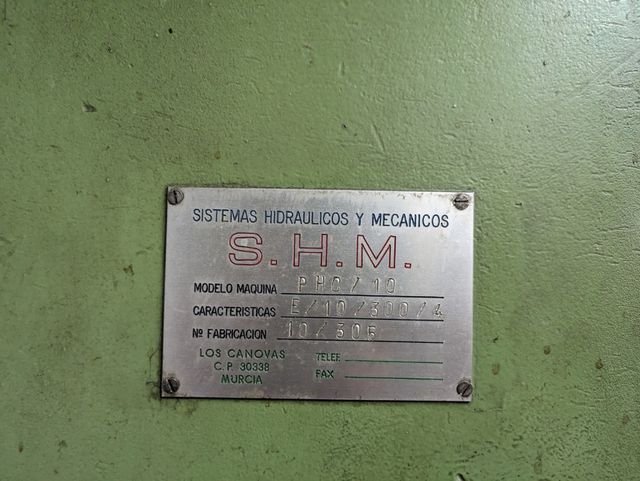 SISTEMAS HIDRAULICOS Y MECANICOS
S.H.M.
MODELO MAQUINA PHC/10
CARACTERISTICAS E/10/300/4
Nº FABRICACION 10/305
LOS CANOVAS TELEF.
C.P. 30338 FAX
MURCIA